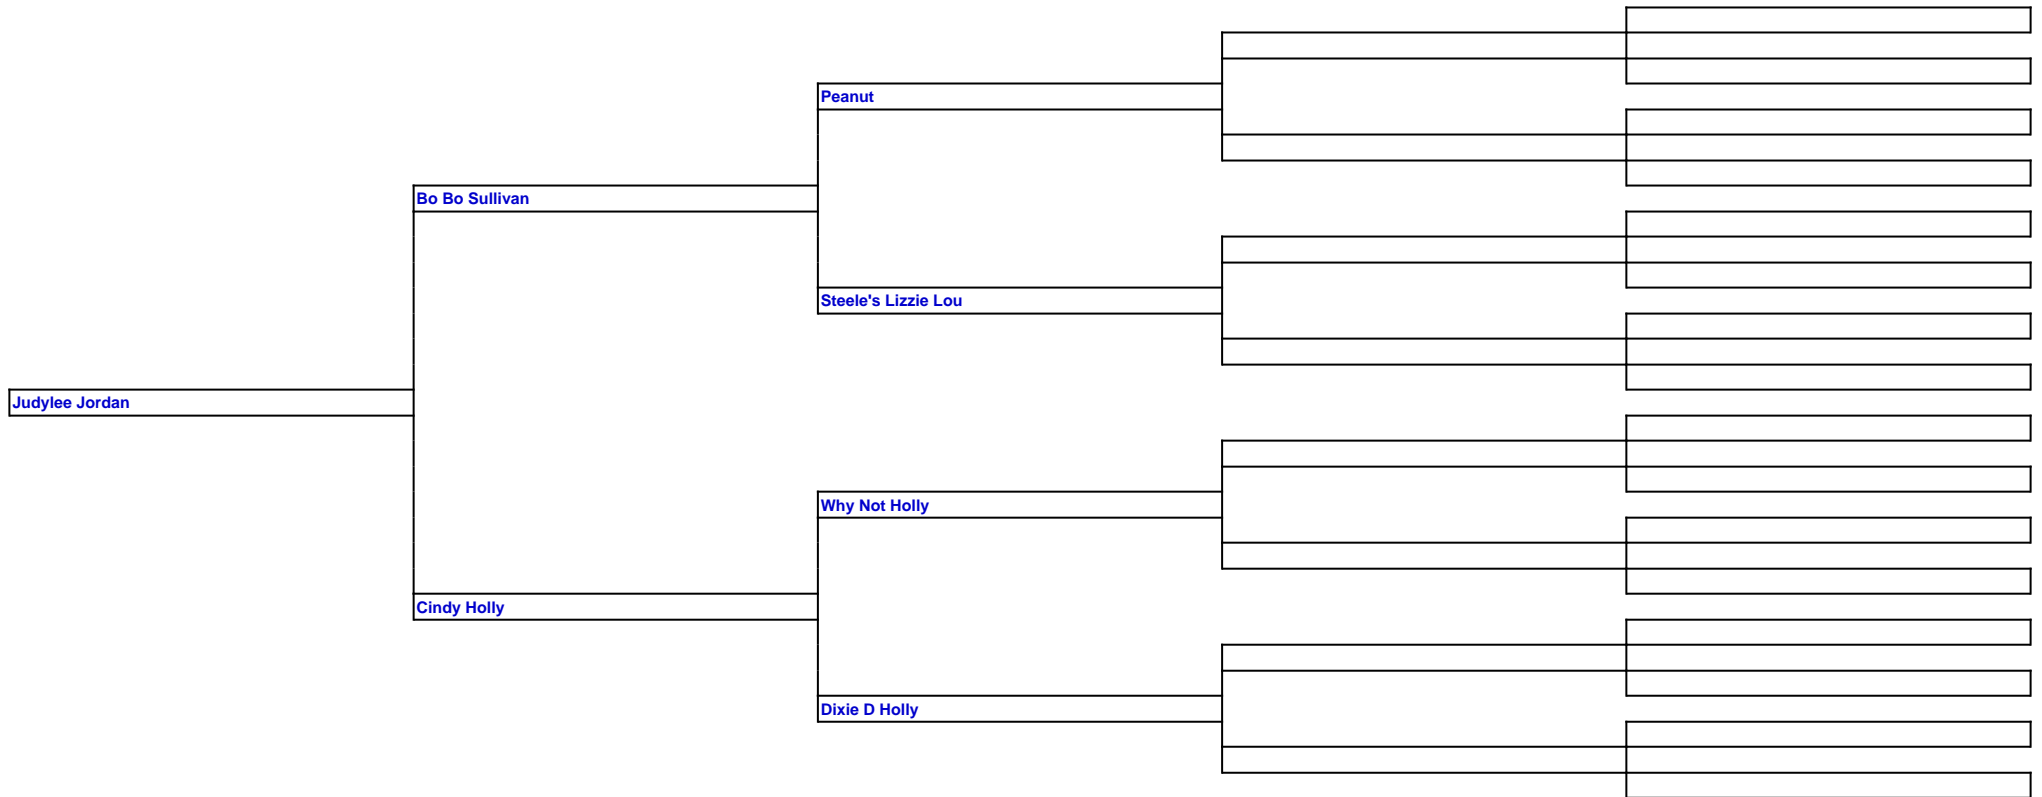 Peanut
Bo Bo Sullivan
Steele's Lizzie Lou
Judylee Jordan
Why Not Holly
Cindy Holly
Dixie D Holly